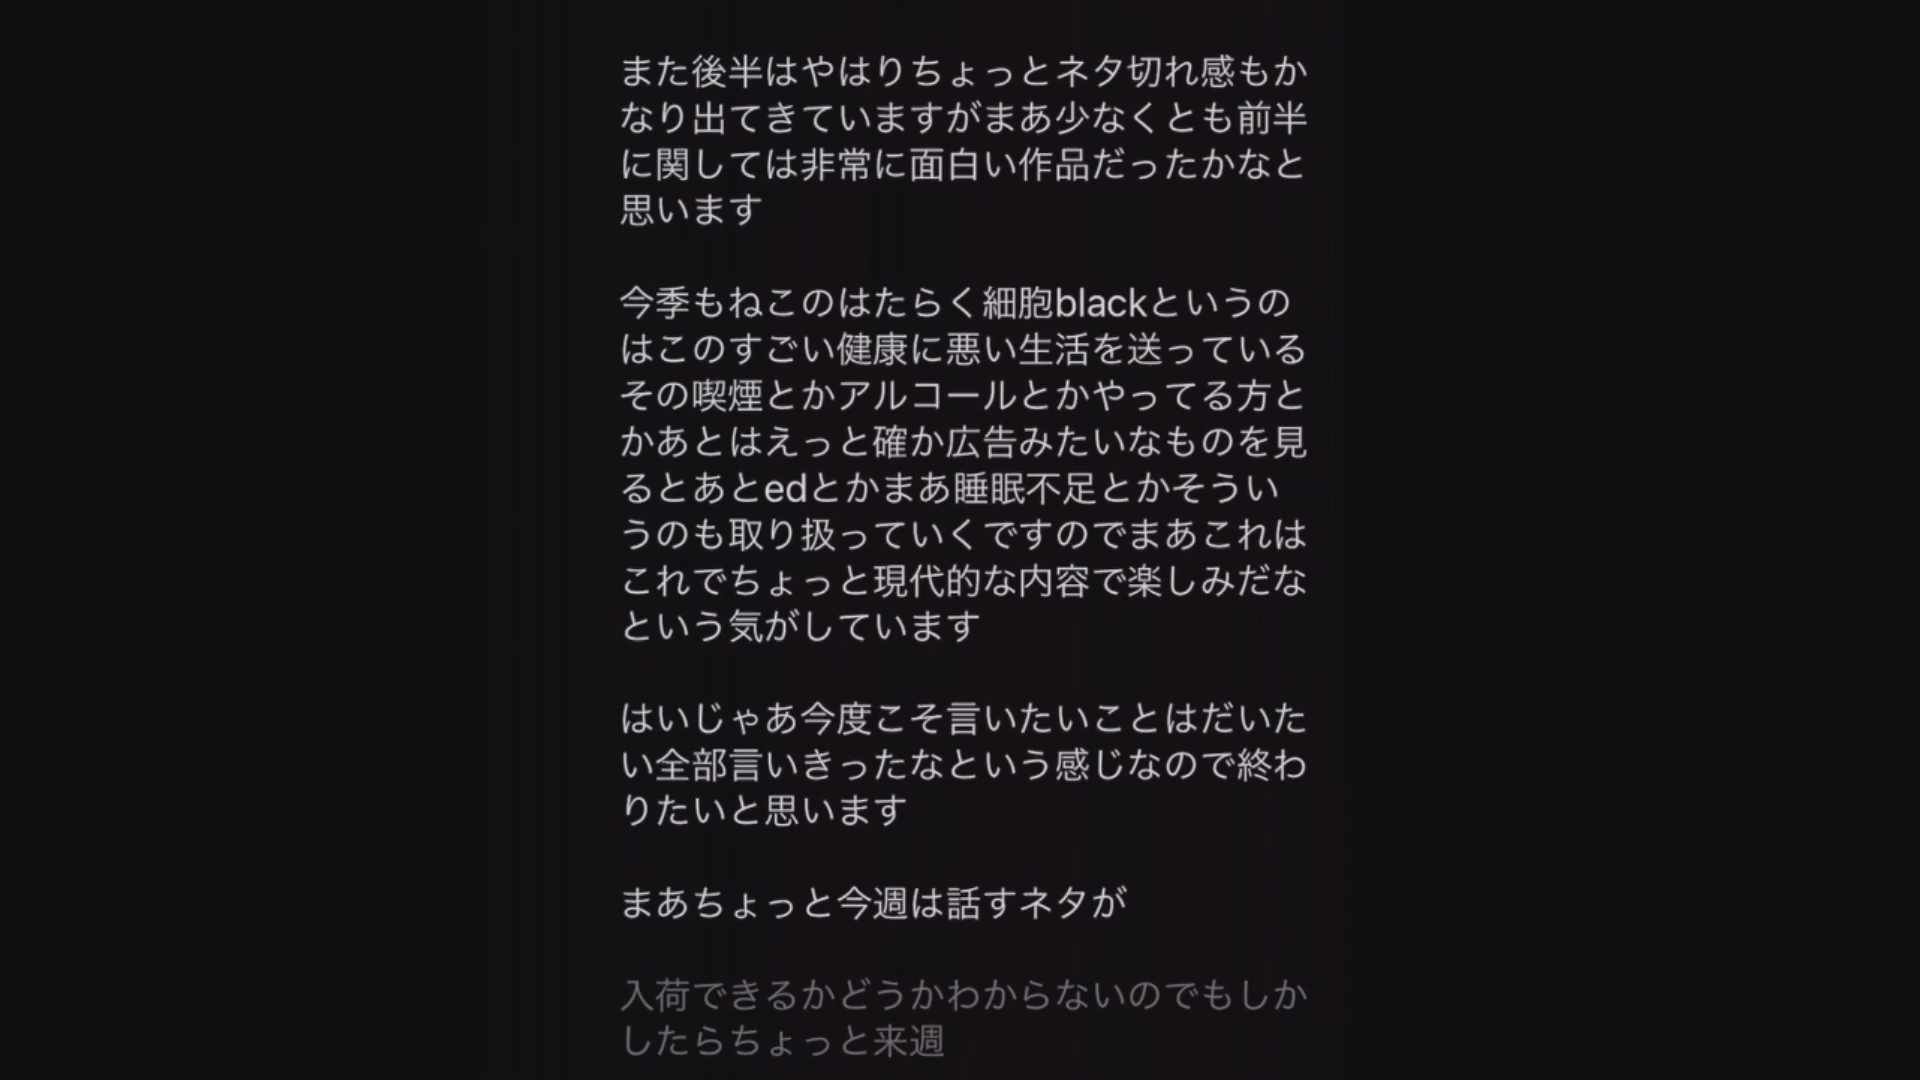 また後半はやはりちょっとネタ切れ感もか
なり出てきていますがまあ少なくとも前半
に関しては非常に面白い作品だったかなと
思います
今季もねこのはたらく細胞blackというの
はこのすごい健康に悪い生活を送っている
その喫煙とかアルコールとかやってる方と
かあとはえっと確か広告みたいなものを見
るとあとedとかまあ睡眠不足とかそうい
うのも取り扱っていくですのでまあこれは
これでちょっと現代的な内容で楽しみだな
という気がしています
はいじゃあ今度こそ言いたいことはだいた
い全部言いきったなという感じなので終わ
りたいと思います
まあちょっと今週は話すネタが
入荷できるかどうかわからないのでもしか
したらちょっと来週